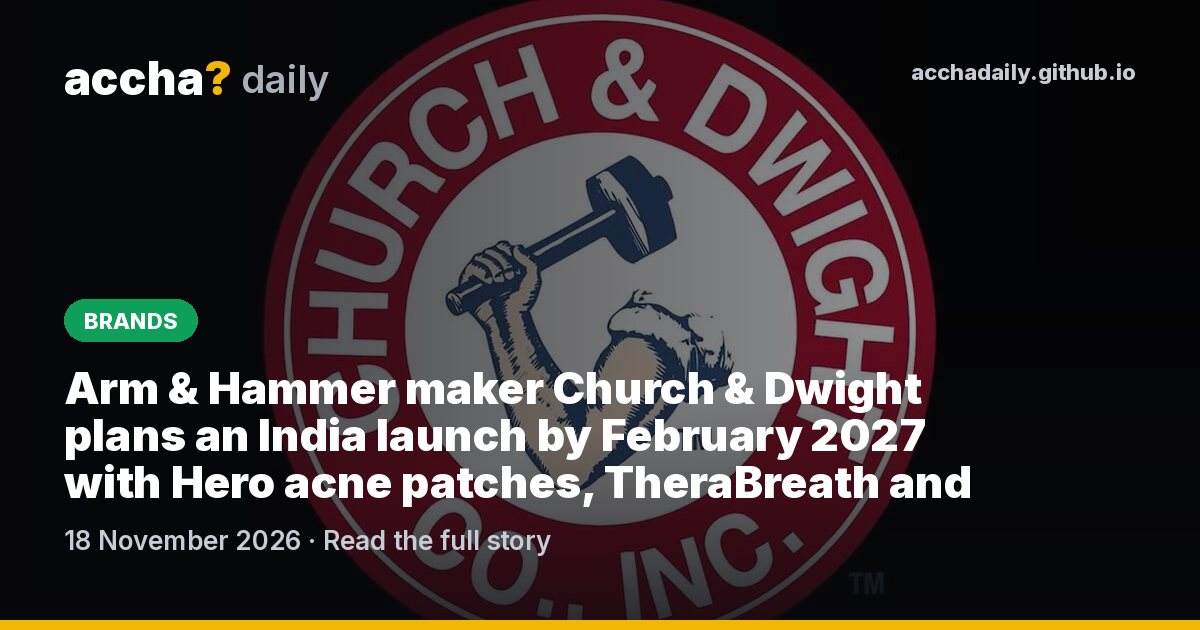 accha? daily
acchadaily.github.io
CHURCH & DWIGHT
CO., INC.
TM
BRANDS
Arm & Hammer maker Church & Dwight
plans an India launch by February 2027
with Hero acne patches, TheraBreath and
18 November 2026 · Read the full story